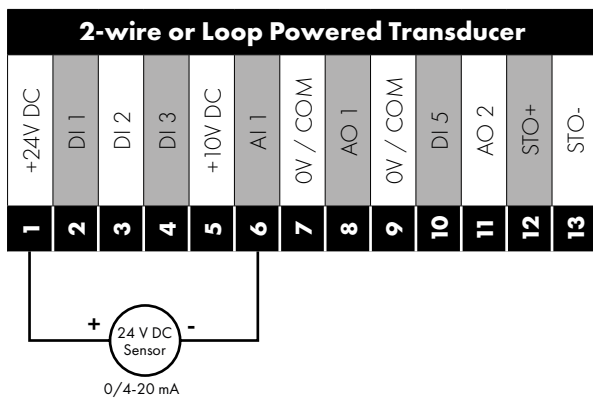 2-wire or Loop Powered Transducer
+24V DC
DI 1
DI 2
DI 3
+10V DC
AI 1
0V / COM
AO 1
0V / COM
DI 5
AO 2
STO+
STO-
1 2 3 4 5 6 7 8 9 10 11 12 13
+ -
24 V DC
Sensor
0/4-20 mA